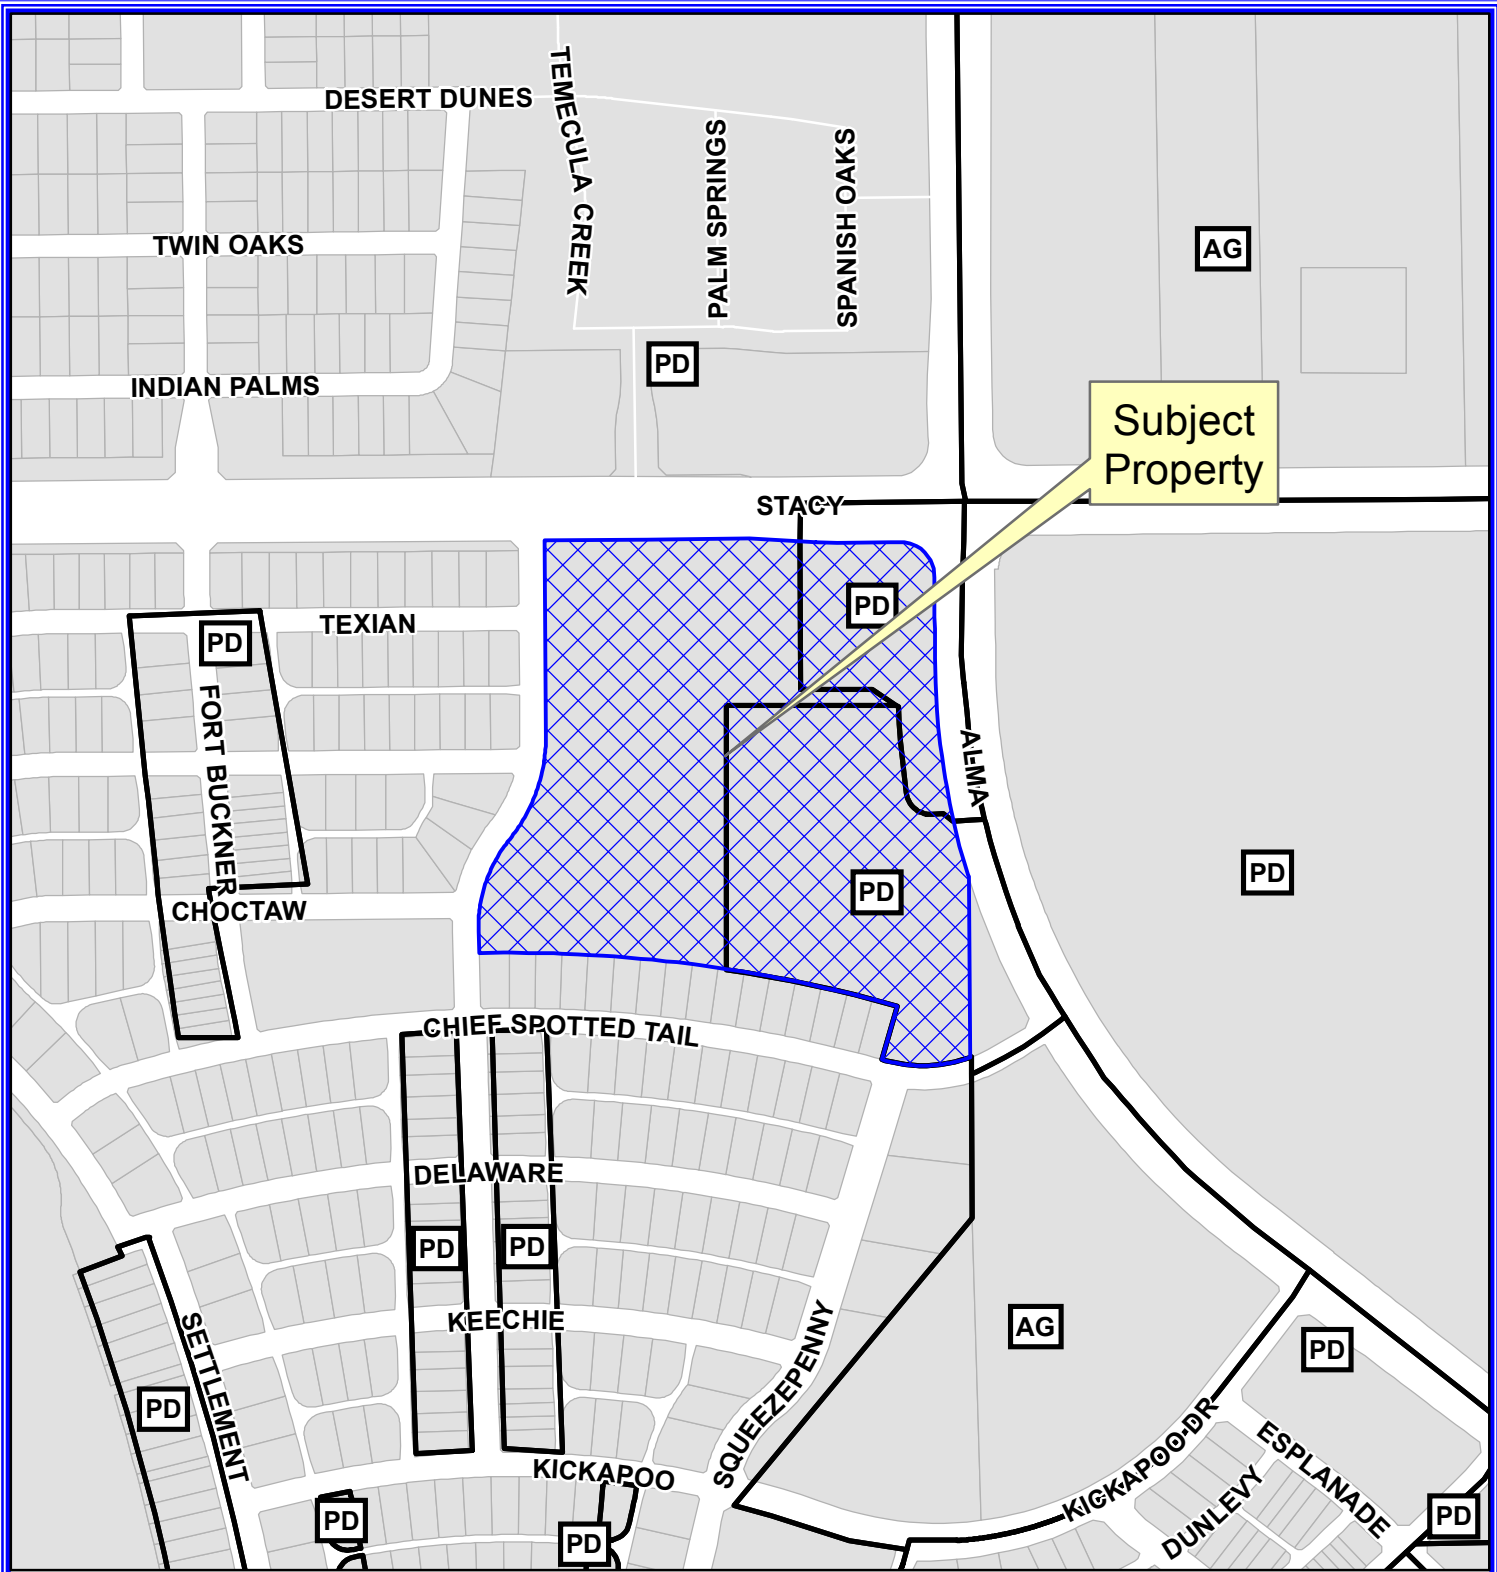 TEMECULA CREEK
DESERT DUNES
PALM SPRINGS
SPANISH OAKS
TWIN OAKS
AG
PD
INDIAN PALMS
Subject
Property
STACY
PD
TEXIAN
PD
FORT BUCKNER
ALMA
PD
PD
CHOCTAW
CHIEF SPOTTED TAIL
DELAWARE
PD
PD
KEECHIE
AG
PD
SETTLEMENT
SQUEEZEPENNY
PD
KICKAPOO DR
ESPLANADE
KICKAPOO
DUNLEVY
PD
PD
PD